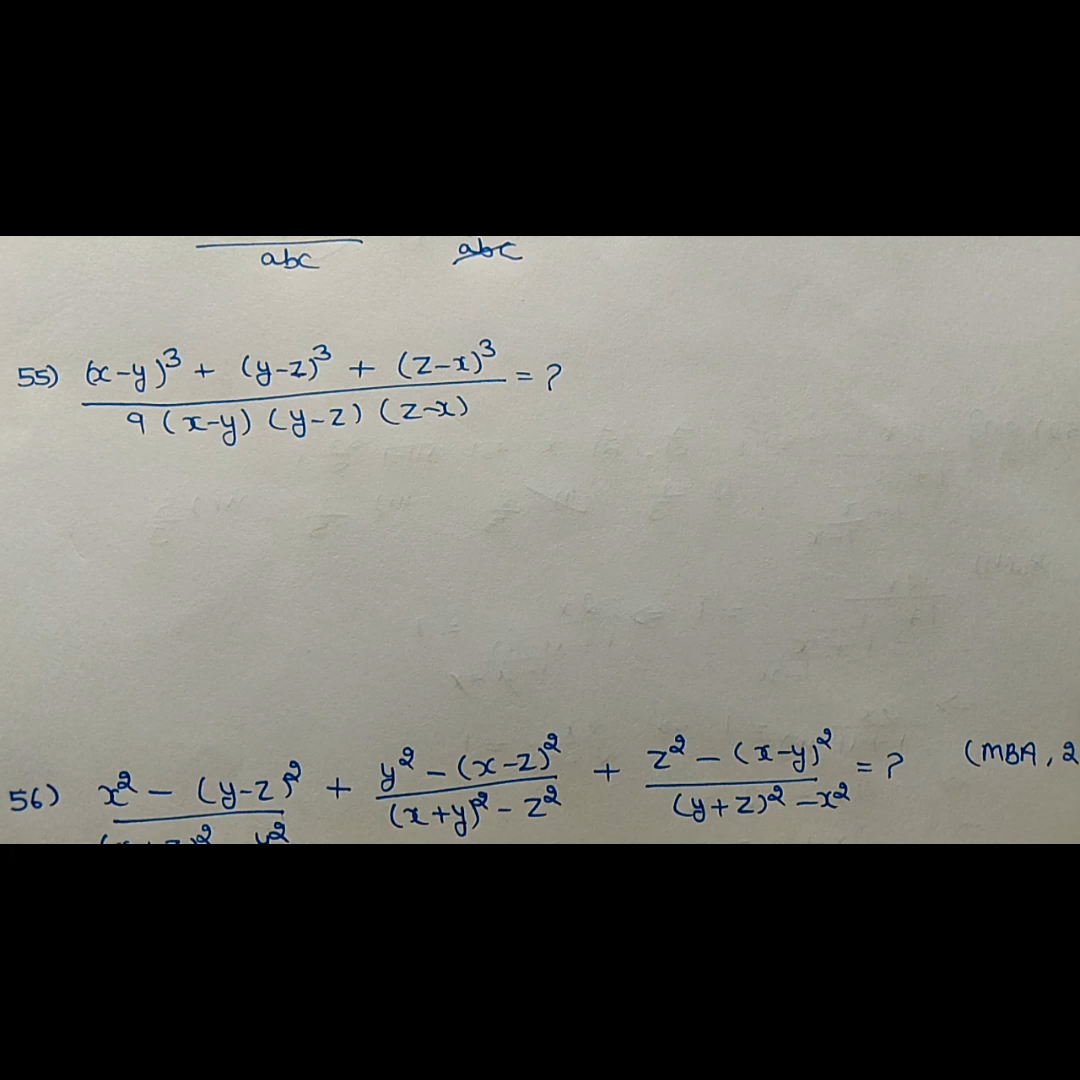 abc abc
55) (x-y)³ + (y-z)³ + (z-x)³ = ?
9 (x-y) (y-z) (z-x)
56) x² - (y-z)² + y² - (x-z)² + z² - (x-y)² = ? (MBA, 2
(x+y)² - z² (y+z)² - x²